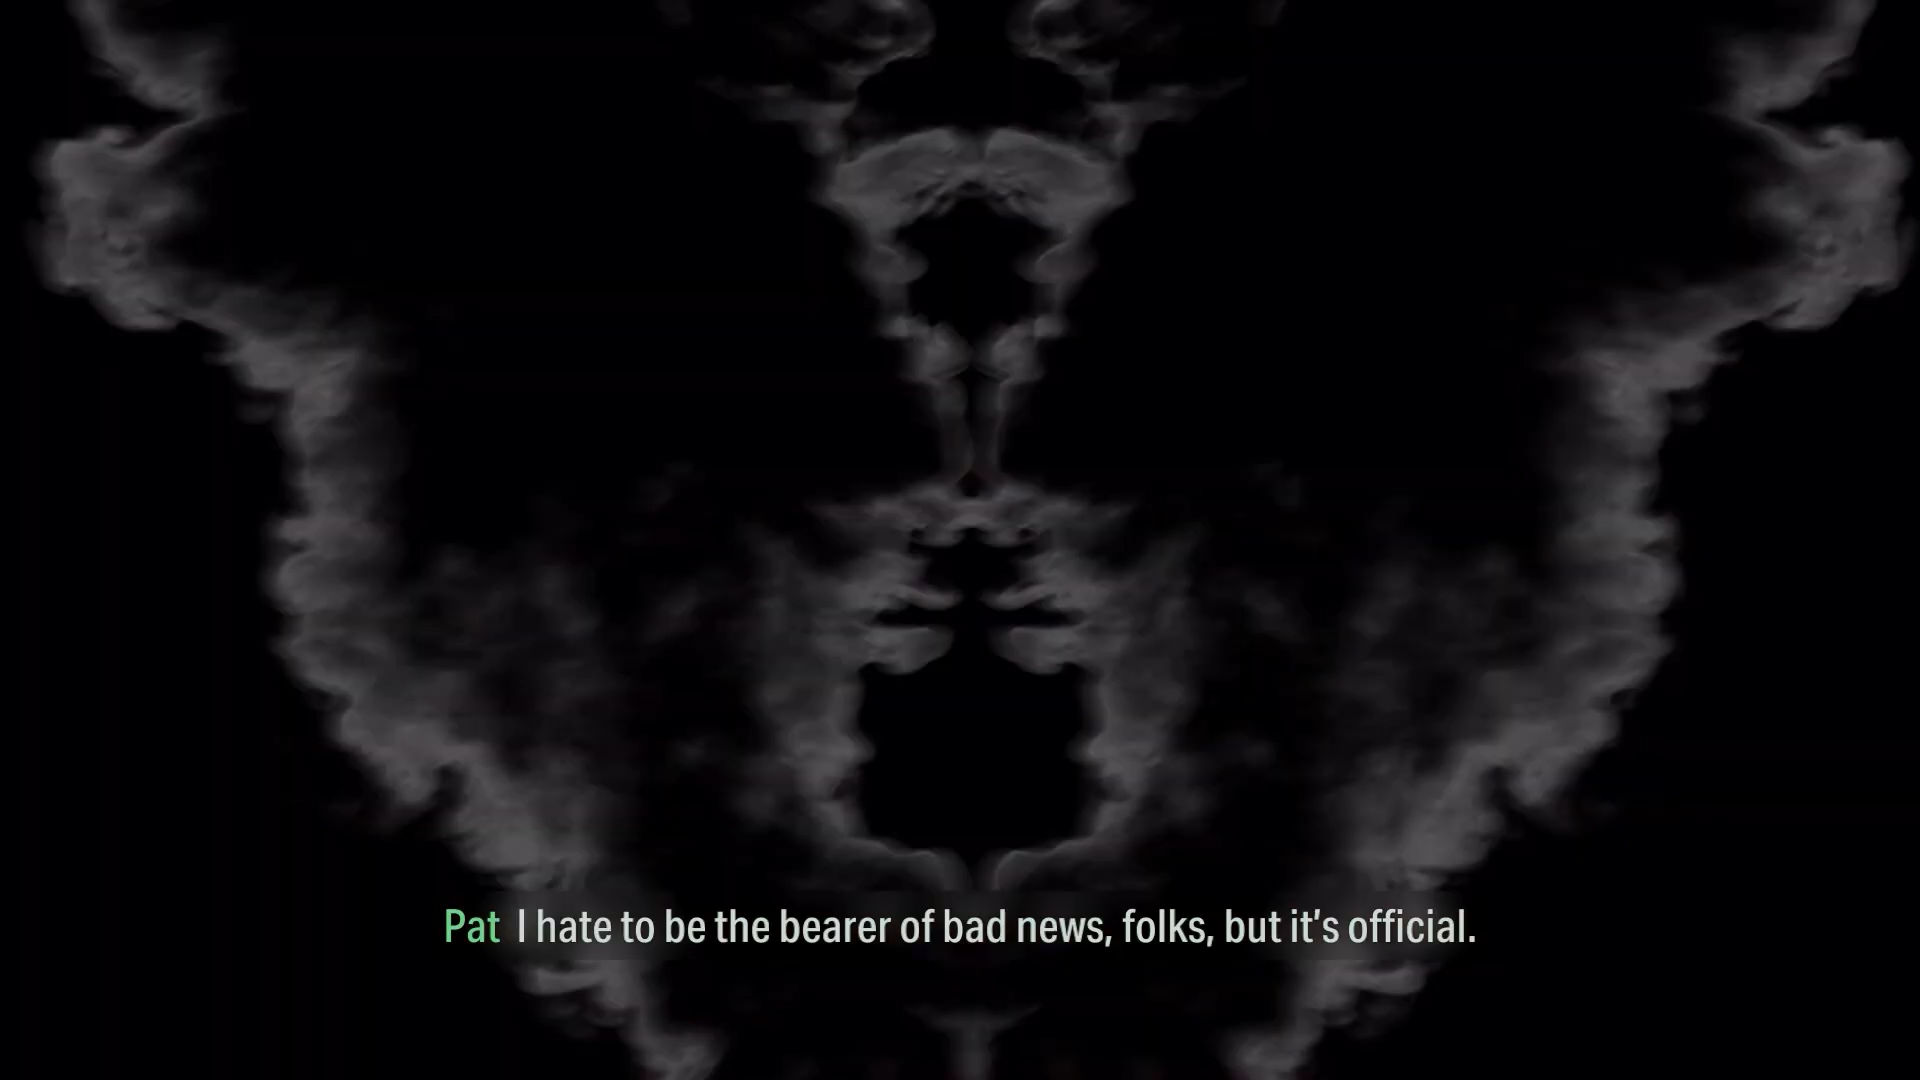 Pat I hate to be the bearer of bad news, folks, but it's official.